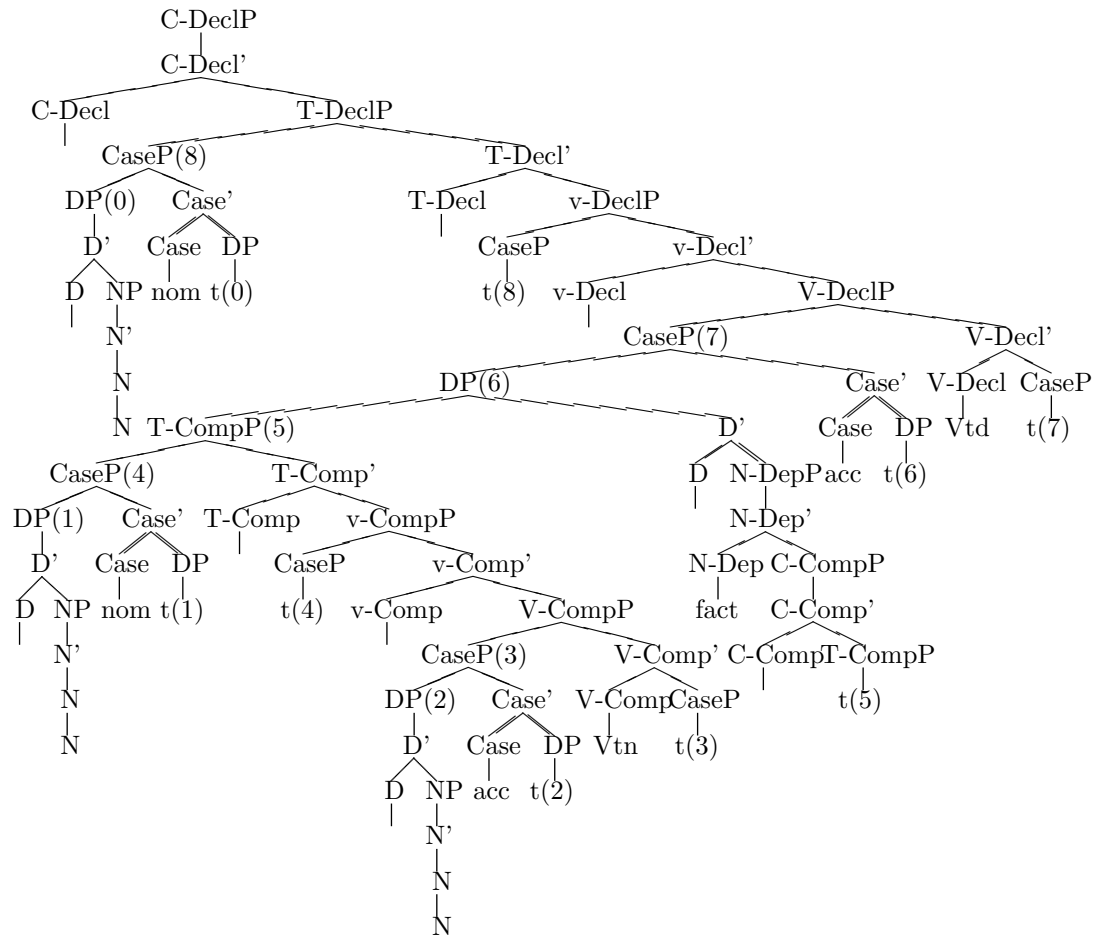 C-DeclP
C-Decl'
C-Decl T-DeclP
CaseP(8) T-Decl'
DP(0) Case' T-Decl v-DeclP
D' Case DP CaseP v-Decl'
D NP nom t(0) t(8) v-Decl V-DeclP
N' CaseP(7) V-Decl'
N DP(6) Case' V-Decl CaseP
N T-CompP(5) D' Case DP Vtd t(7)
CaseP(4) T-Comp' D N-DepP acc t(6)
DP(1) Case' T-Comp v-CompP N-Dep'
D' Case DP CaseP v-Comp' N-Dep C-CompP
D NP nom t(1) t(4) v-Comp V-CompP fact C-Comp'
N' CaseP(3) V-Comp' C-Comp T-CompP
N DP(2) Case' V-Comp CaseP t(5)
N D' Case DP Vtn t(3)
D NP acc t(2)
N'
N
N